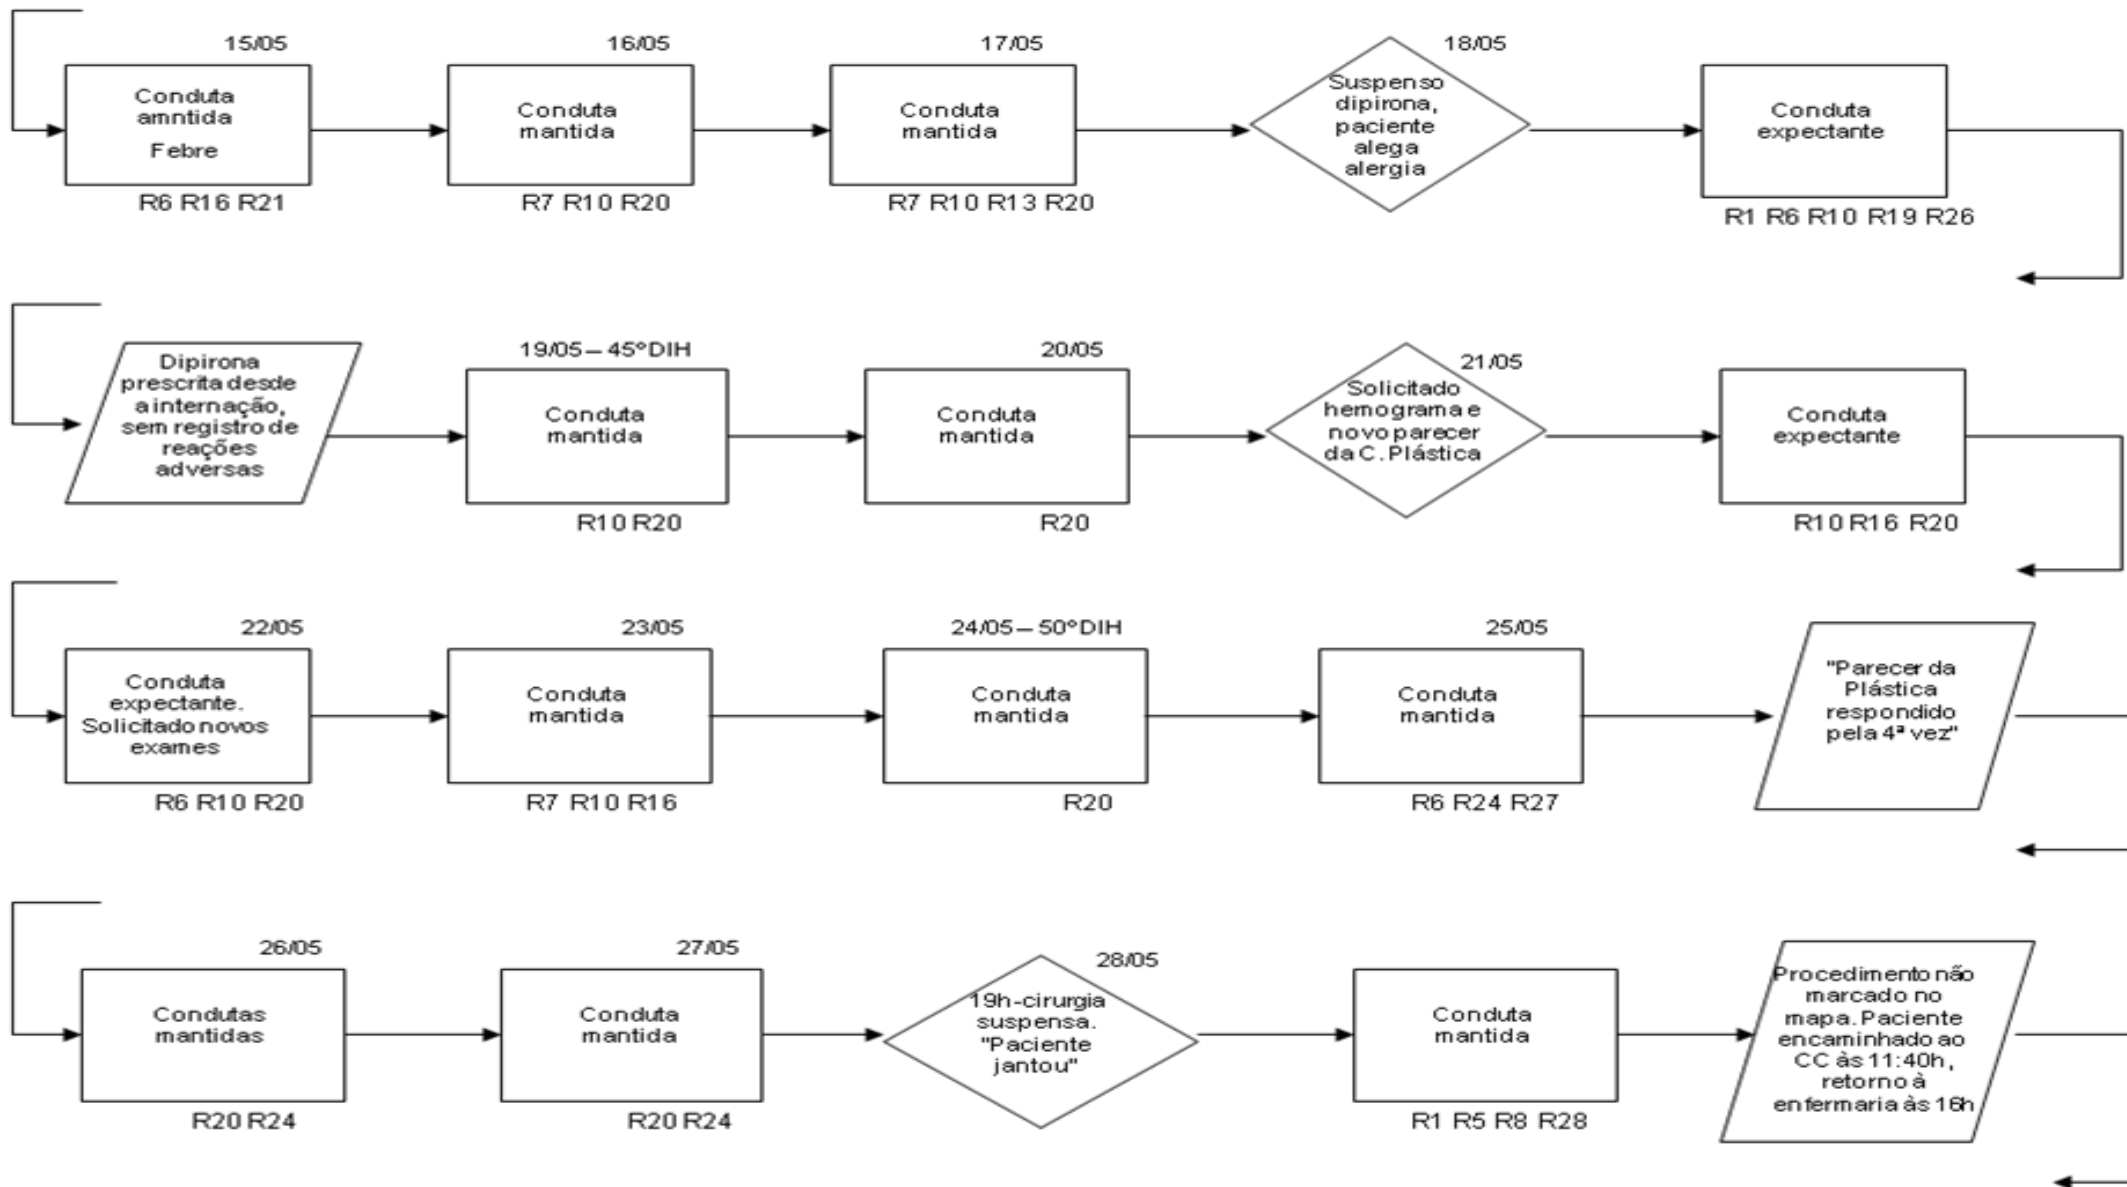 15/05
Conduta
amntida
Febre
R6 R16 R21
16/05
Conduta
mantida
R7 R10 R20
17/05
Conduta
mantida
R7 R10 R13 R20
18/05
Suspenso
dipirona,
paciente
alega
alergia
Conduta
expectante
R1 R6 R10 R19 R26
Dipirona
prescrita desde
a internação,
sem registro de
reações
adversas
19/05 – 45°DIH
Conduta
mantida
R10 R20
20/05
Conduta
mantida
R20
21/05
Solicitado
hemograma e
novo parecer
da C. Plástica
Conduta
expectante
R10 R16 R20
22/05
Conduta
expectante.
Solicitado novos
exames
R6 R10 R20
23/05
Conduta
mantida
R7 R10 R16
24/05 – 50°DIH
Conduta
mantida
R20
25/05
Conduta
mantida
R6 R24 R27
"Parecer da
Plástica
respondido
pela 4ª vez"
26/05
Condutas
mantidas
R20 R24
27/05
Conduta
mantida
R20 R24
28/05
19h-cirurgia
suspensa.
"Paciente
jantou"
Conduta
mantida
R1 R5 R8 R28
Procedimento não
marcado no
mapa. Paciente
encaminhado ao
CC às 11:40h,
retorno à
enfermaria às 16h